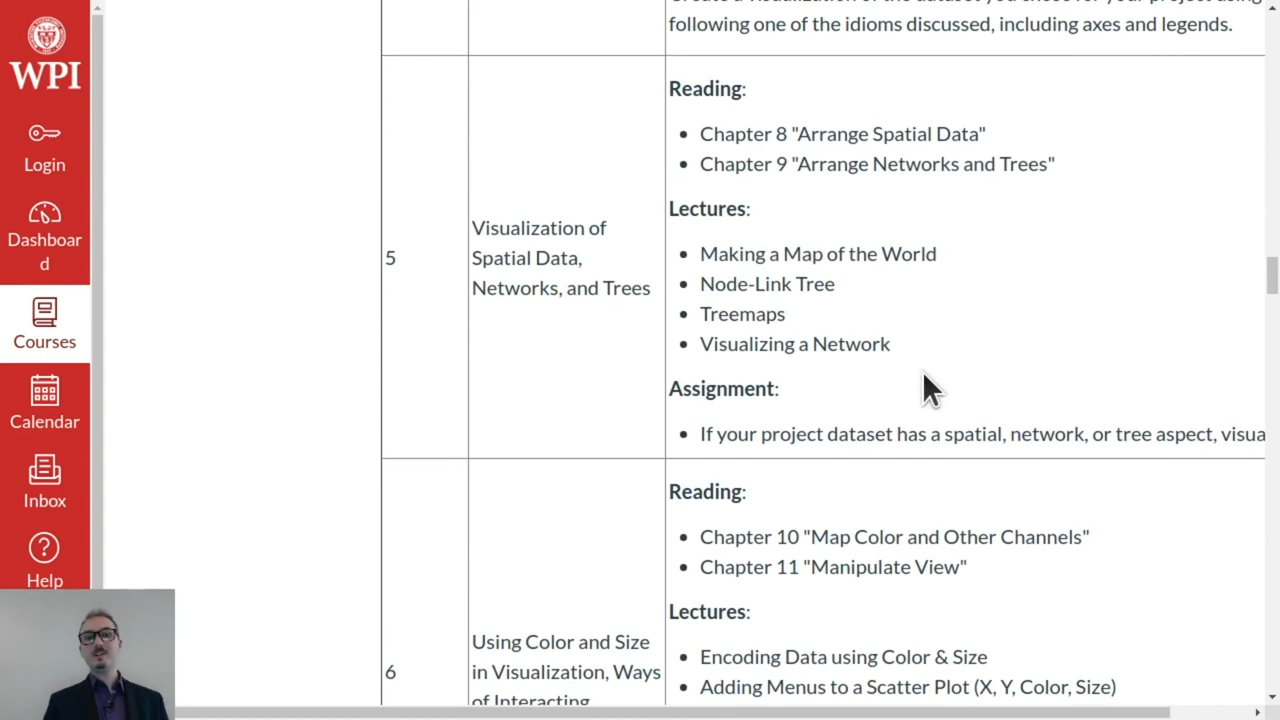 WPI
Login
Dashboar
d
Courses
Calendar
Inbox
Help
following one of the idioms discussed, including axes and legends.
5
Visualization of
Spatial Data,
Networks, and Trees
Reading:
Chapter 8 "Arrange Spatial Data"
Chapter 9 "Arrange Networks and Trees"
Lectures:
Making a Map of the World
Node-Link Tree
Treemaps
Visualizing a Network
Assignment:
If your project dataset has a spatial, network, or tree aspect, visua
6
Using Color and Size
in Visualization, Ways
of Interacting
Reading:
Chapter 10 "Map Color and Other Channels"
Chapter 11 "Manipulate View"
Lectures:
Encoding Data using Color & Size
Adding Menus to a Scatter Plot (X, Y, Color, Size)